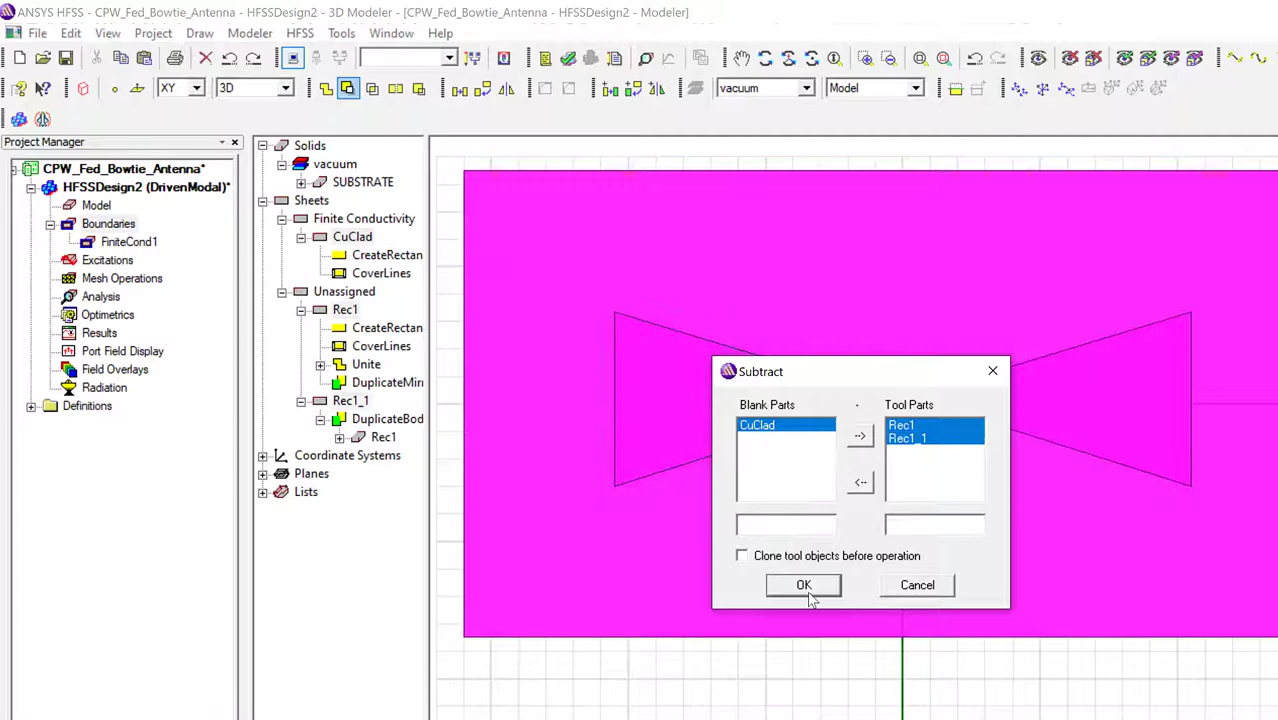 ANSYS HFSS - CPW_Fed_Bowtie_Antenna - HFSSDesign2 - 3D Modeler - [CPW_Fed_Bowtie_Antenna - HFSSDesign2 - Modeler]
File Edit View Project Draw Modeler HFSS Tools Window Help
XY 3D vacuum Model
Project Manager
CPW_Fed_Bowtie_Antenna*
HFSSDesign2 (DrivenModal)*
Model
Boundaries
FiniteCond1
Excitations
Mesh Operations
Analysis
Optimetrics
Results
Port Field Display
Field Overlays
Radiation
Definitions
Solids
vacuum
SUBSTRATE
Sheets
Finite Conductivity
CuClad
CreateRectan
CoverLines
Unassigned
Rec1
CreateRectan
CoverLines
Unite
DuplicateMirr
Rec1_1
DuplicateBod
Rec1
Coordinate Systems
Planes
Lists
Subtract
Blank Parts - Tool Parts
CuClad
Rec1
Rec1_1
-->
<--
Clone tool objects before operation
OK Cancel